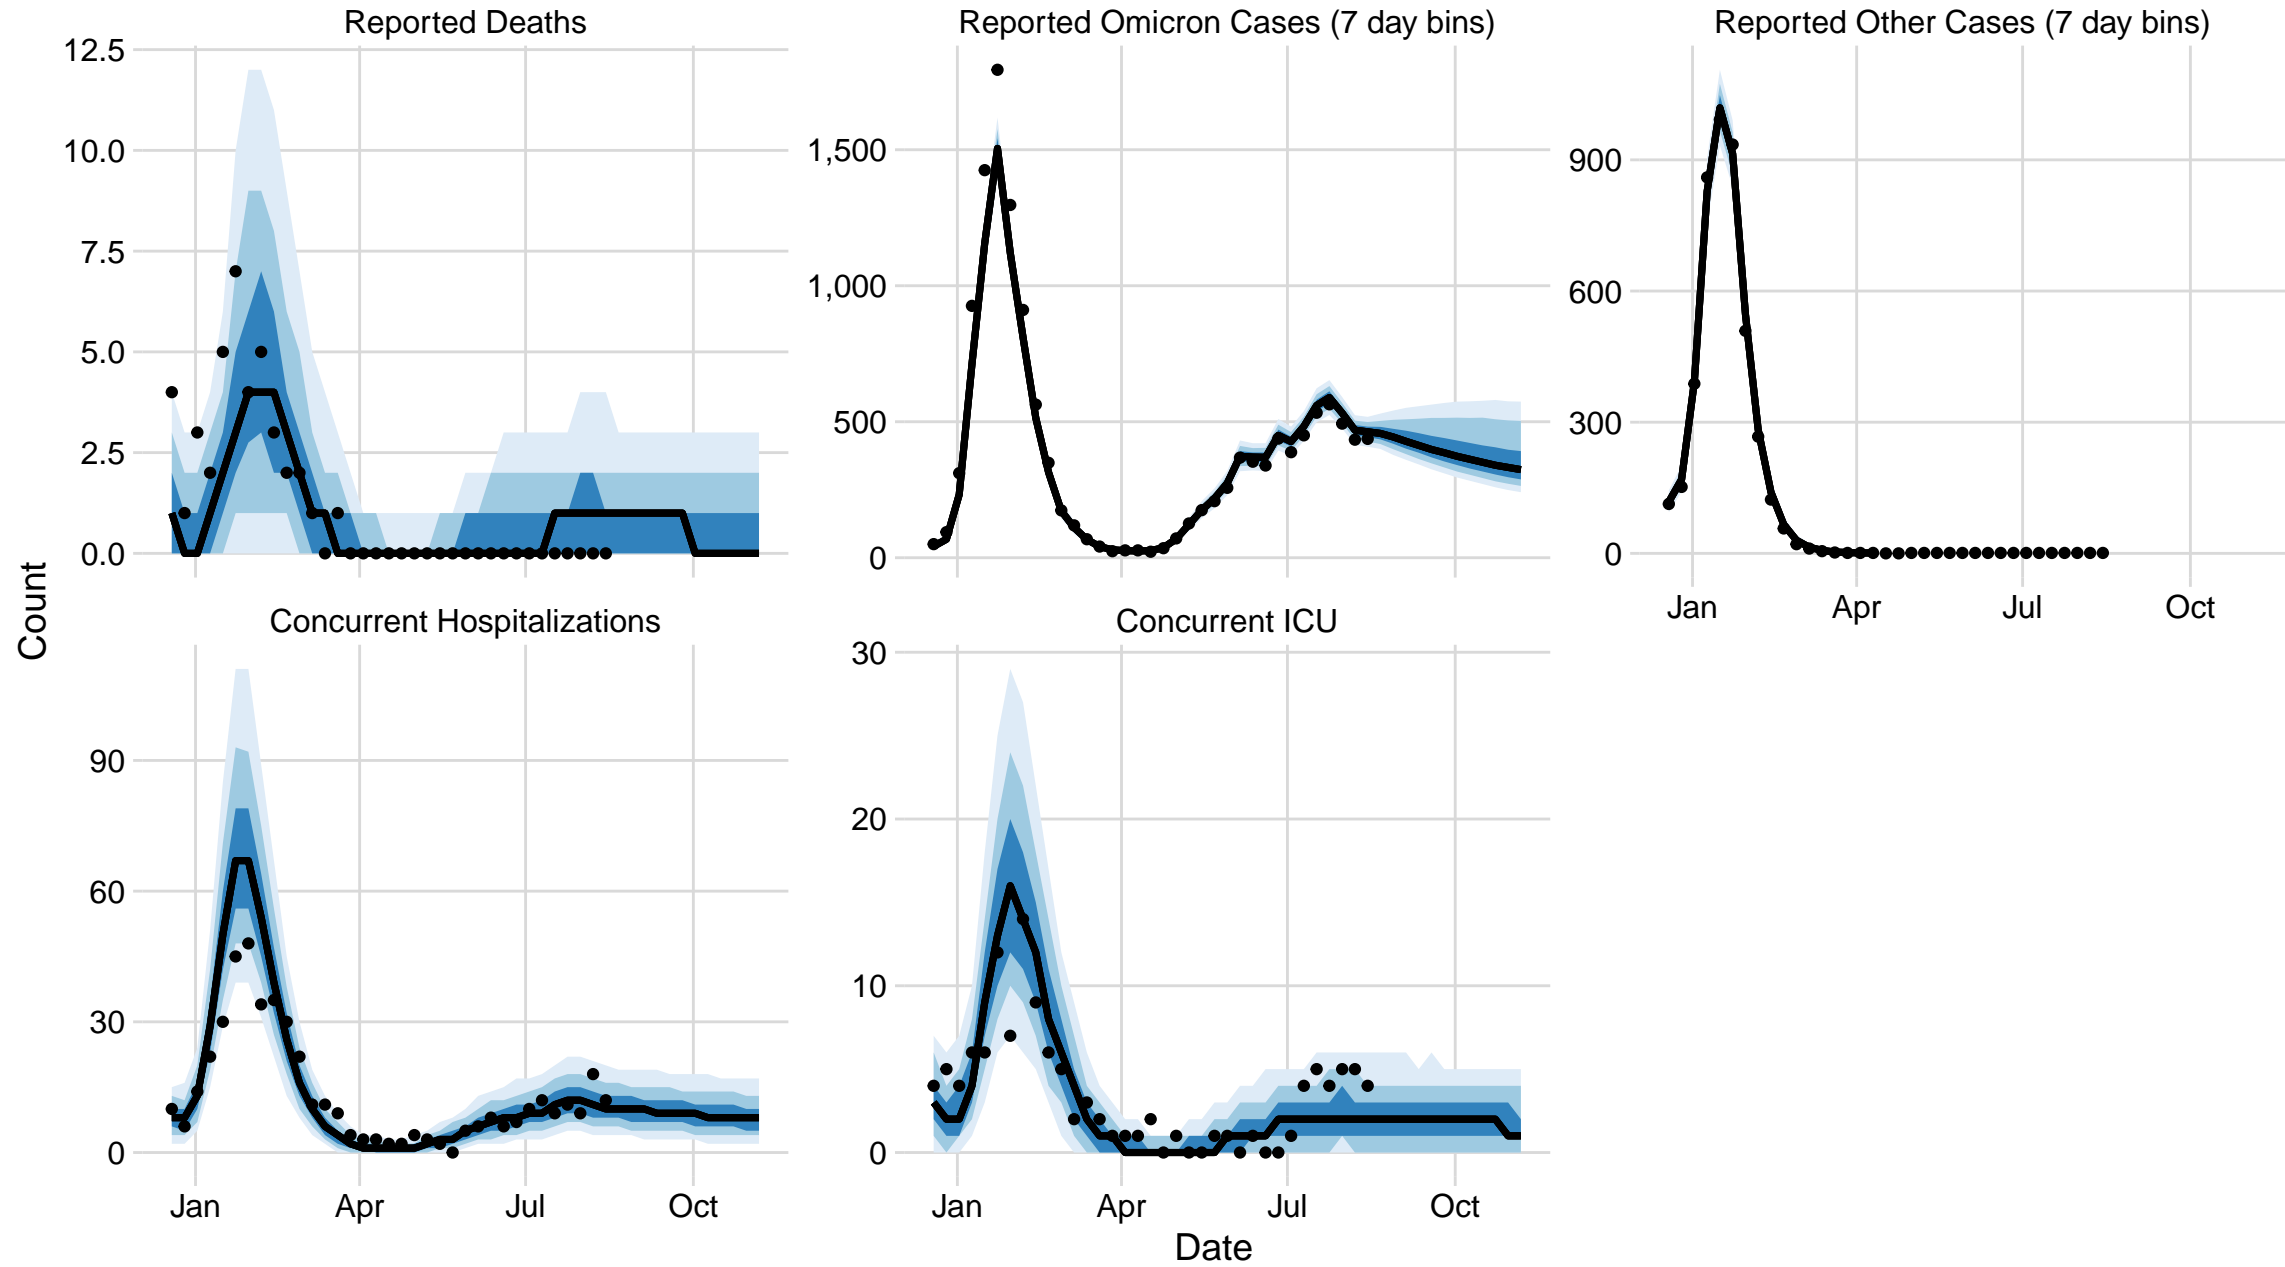 Reported Deaths
12.5
10.0
7.5
5.0
2.5
0.0
Reported Omicron Cases (7 day bins)
1,500
1,000
500
0
Reported Other Cases (7 day bins)
900
600
300
0
Jan Apr Jul Oct
Count
Concurrent Hospitalizations
90
60
30
0
Jan Apr Jul Oct
Concurrent ICU
30
20
10
0
Jan Apr Jul Oct
Date